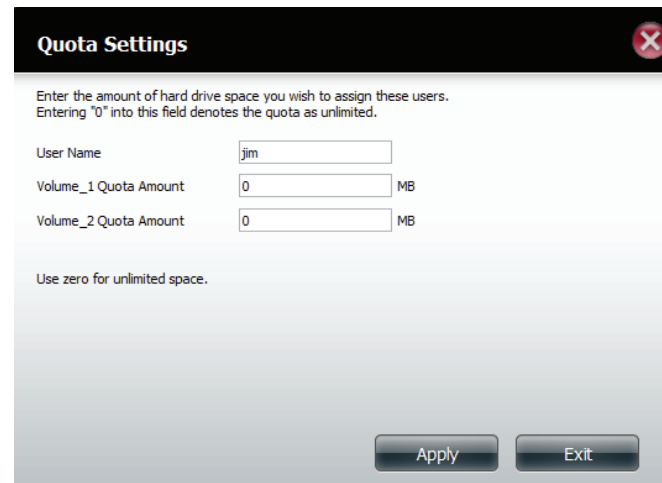 Quota Settings
Enter the amount of hard drive space you wish to assign these users.
Entering "0" into this field denotes the quota as unlimited.
User Name jim
Volume_1 Quota Amount 0 MB
Volume_2 Quota Amount 0 MB
Use zero for unlimited space.
Apply Exit